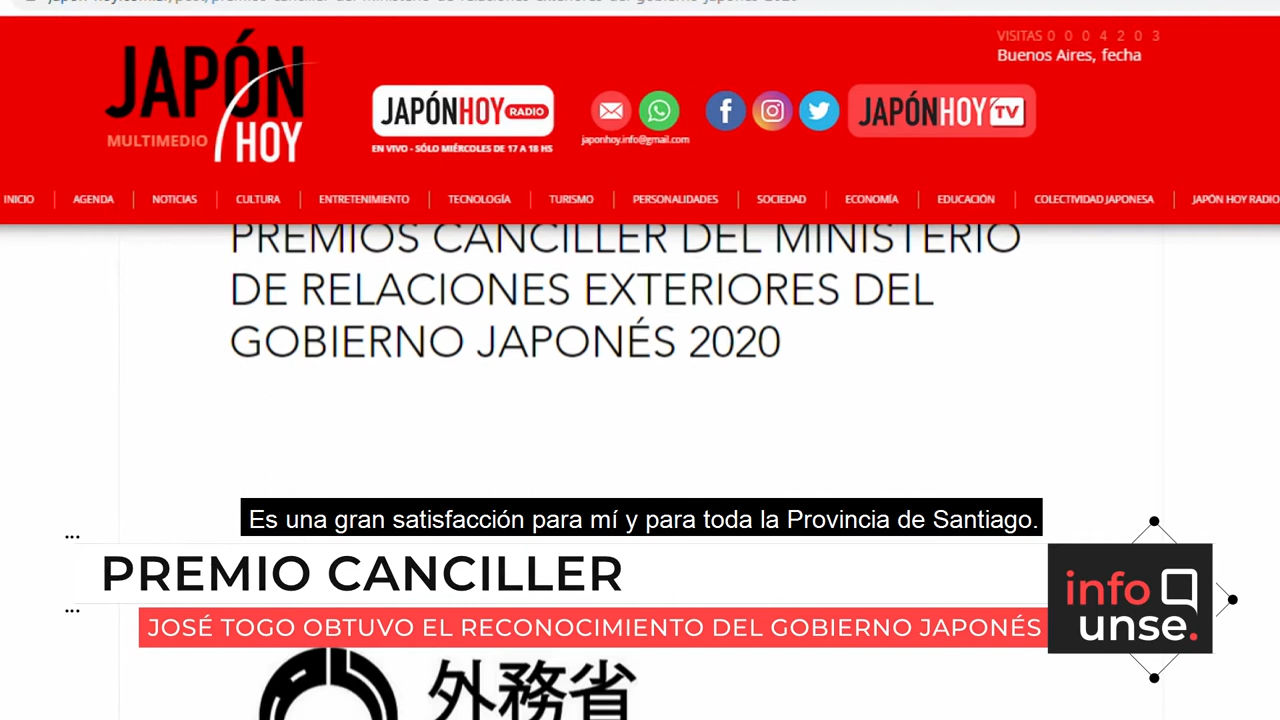 VISITAS 0 0 0 4 2 0 3
Buenos Aires, fecha
JAPÓN
HOY
MULTIMEDIO
JAPÓNHOY RADIO
EN VIVO - SÓLO MIÉRCOLES DE 17 A 18 HS
japonhoy.info@gmail.com
JAPÓNHOY TV
INICIO
AGENDA
NOTICIAS
CULTURA
ENTRETENIMIENTO
TECNOLOGÍA
TURISMO
PERSONALIDADES
SOCIEDAD
ECONOMÍA
EDUCACIÓN
COLECTIVIDAD JAPONESA
JAPÓN HOY RADIO
PREMIOS CANCILLER DEL MINISTERIO
DE RELACIONES EXTERIORES DEL
GOBIERNO JAPONÉS 2020
Es una gran satisfacción para mí y para toda la Provincia de Santiago.
PREMIO CANCILLER
JOSÉ TOGO OBTUVO EL RECONOCIMIENTO DEL GOBIERNO JAPONÉS
info
unse.
外務省